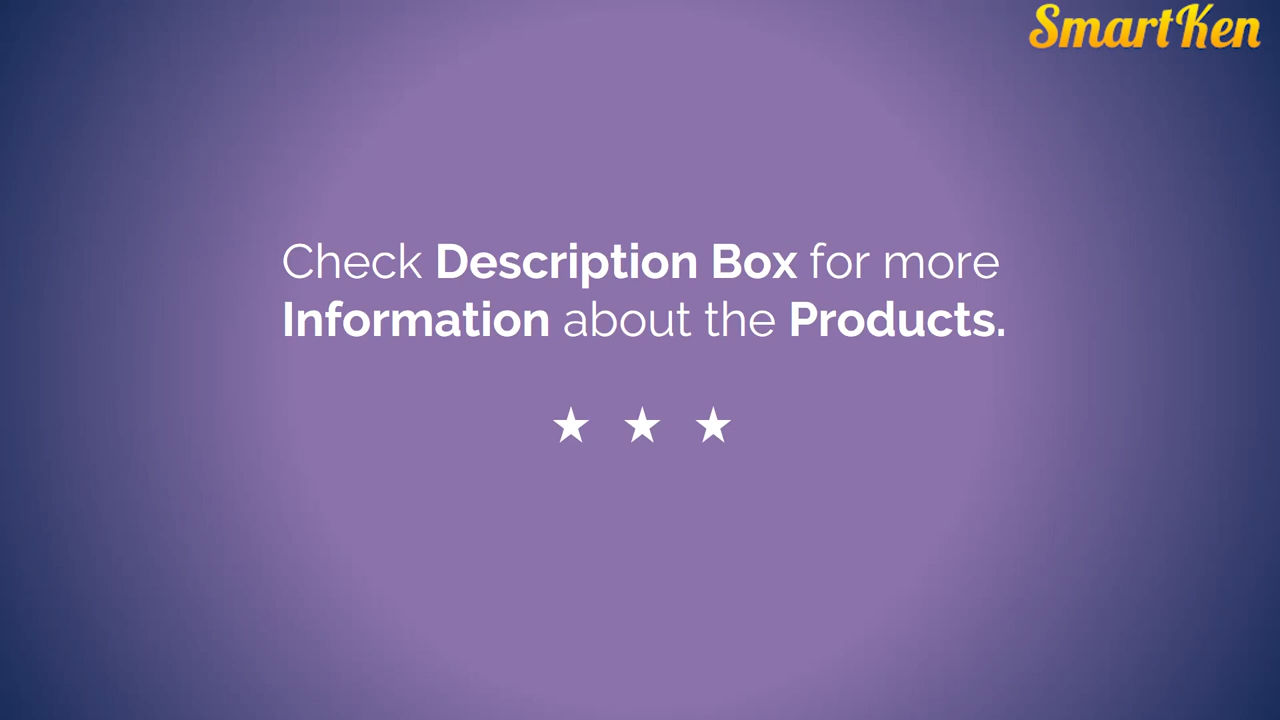 SmartKen
Check Description Box for more
Information about the Products.